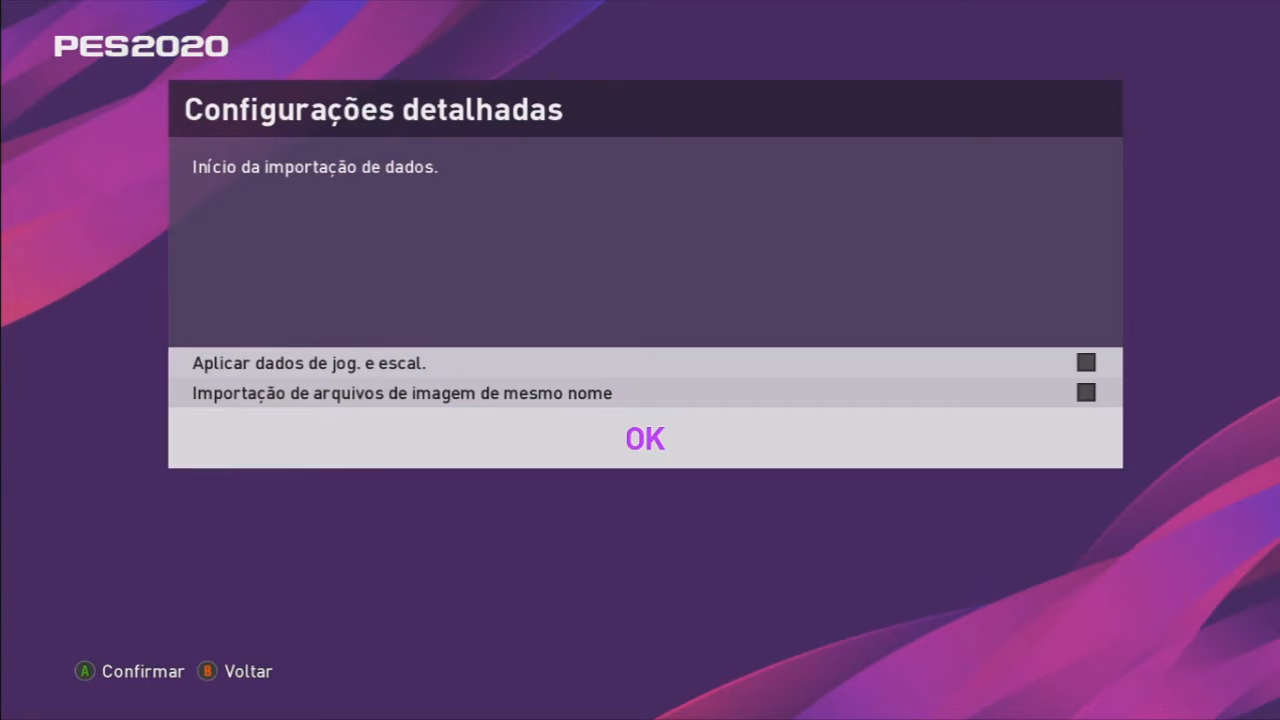 PES2020
Configurações detalhadas
Início da importação de dados.
Aplicar dados de jog. e escal.
Importação de arquivos de imagem de mesmo nome
OK
A Confirmar B Voltar